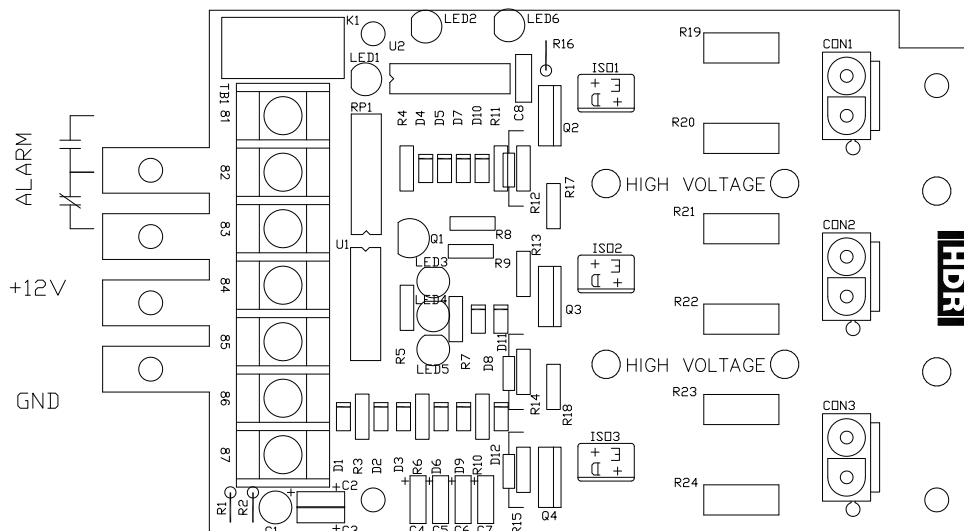 K1
LED2
LED6
U2
LED1
R16
R19
CON1
ISO1
+ E
D +
TB1
81
RP1
R4
D4
D5
D7
D10
R11
C8
Q2
R20
ALARM
82
R12
R17
HIGH VOLTAGE
83
Q1
R8
R9
R13
R21
CON2
U1
LED3
ISO2
+ E
D +
HDR
+12V
84
LED4
Q3
R22
85
R5
LED5
R7
D8
D11
HIGH VOLTAGE
GND
86
R14
R18
R23
CON3
87
D1
R3
D2
D3
R6
D6
D9
R10
D12
ISO3
+ E
D +
R1
R2
+
C2
+
C1
+C3
+
C4
C5
C6
+
C7
R15
Q4
R24